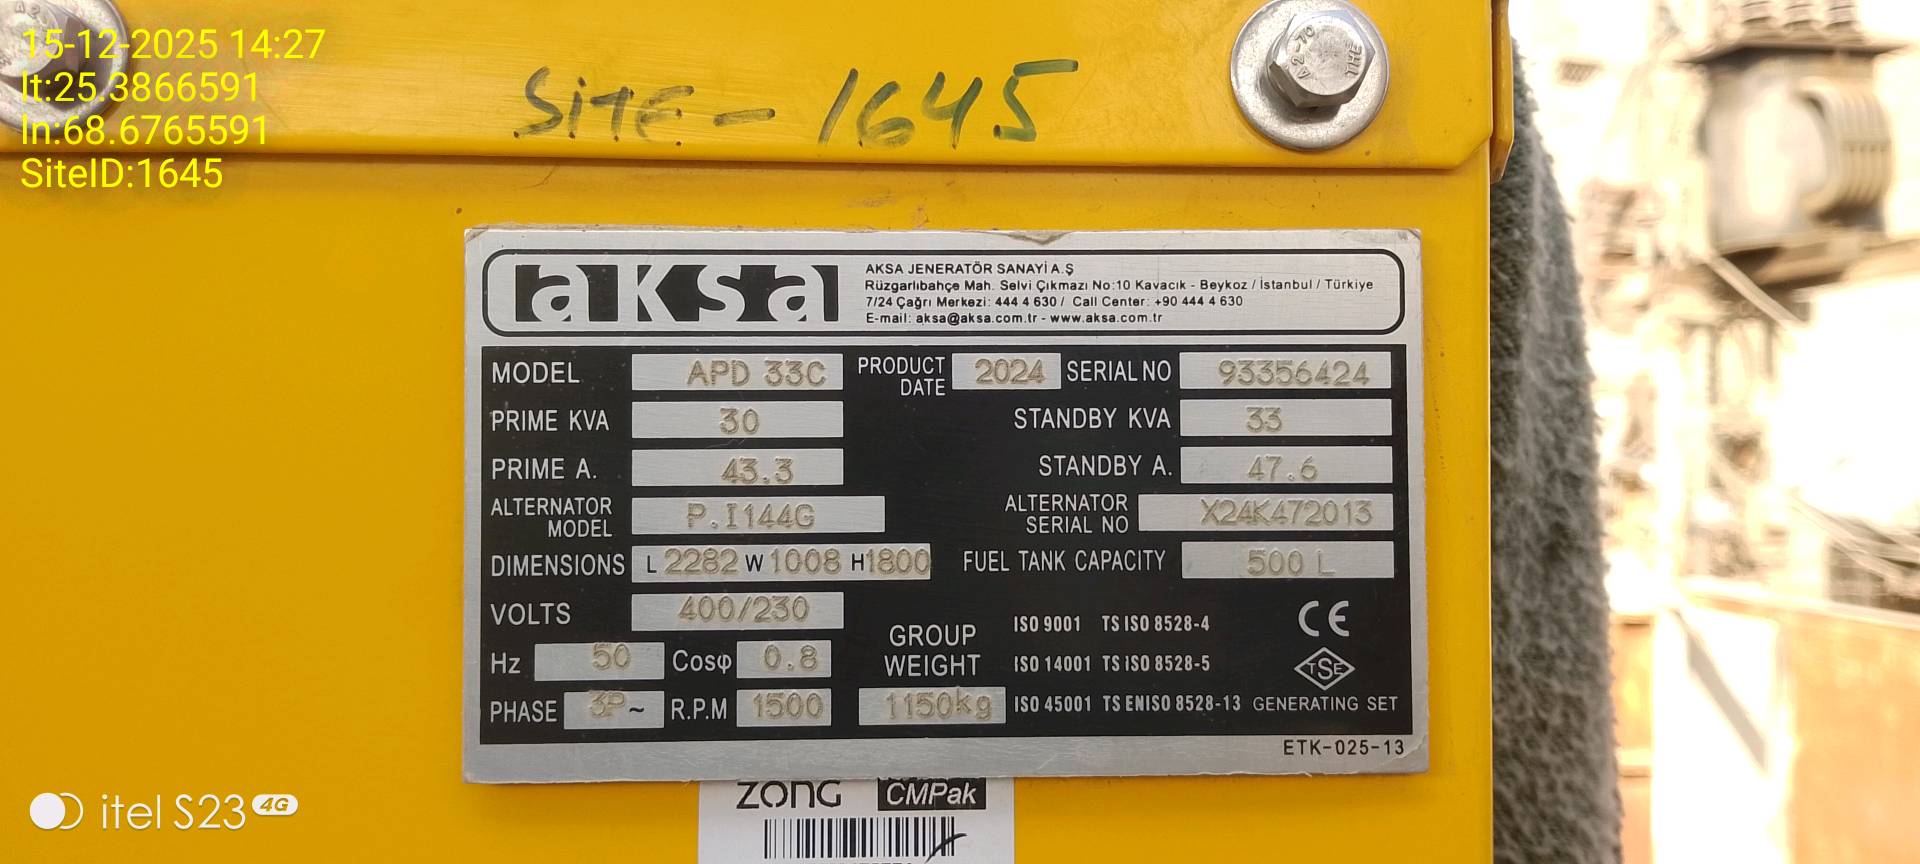 15-12-2025 14:27
lt:25.3866591
ln:68.6765591
SiteID:1645
SiTE-1645
A2-70
THE
aksa
AKSA JENERATÖR SANAYİ A.Ş
Rüzgarlıbahçe Mah. Selvi Çıkmazı No:10 Kavacık - Beykoz / İstanbul / Türkiye
7/24 Çağrı Merkezi: 444 4 630 / Call Center: +90 444 4 630
E-mail: aksa@aksa.com.tr - www.aksa.com.tr
MODEL APD 33C PRODUCT DATE 2024 SERIAL NO 93356424
PRIME KVA 30 STANDBY KVA 33
PRIME A. 43.3 STANDBY A. 47.6
ALTERNATOR MODEL P.I144G ALTERNATOR SERIAL NO X24K472013
DIMENSIONS L 2282 W 1008 H 1800 FUEL TANK CAPACITY 500 L
VOLTS 400/230
Hz 50 Cosφ 0.8
PHASE 3P~ R.P.M 1500
GROUP WEIGHT 1150kg
ISO 9001 TS ISO 8528-4
ISO 14001 TS ISO 8528-5
ISO 45001 TS EN ISO 8528-13
CE
TSE
GENERATING SET
ETK-025-13
zong CMPak
itel S23 4G